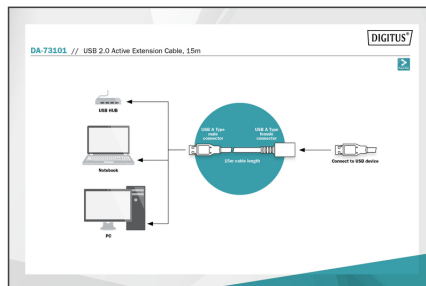 DIGITUS®
DA-73101 // USB 2.0 Active Extension Cable, 15m
USB HUB
USB A Type
male
connector
USB A Type
female
connector
15m cable length
Connect to USB device
Notebook
PC